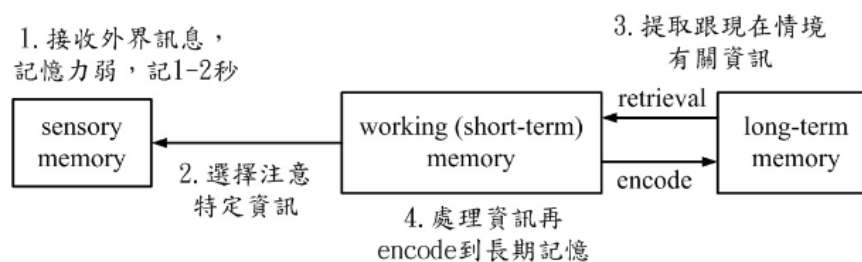 1. 接收外界訊息，
記憶力弱，記1-2秒
sensory
memory
2. 選擇注意
特定資訊
working (short-term)
memory
3. 提取跟現在情境
有關資訊
retrieval
encode
long-term
memory
4. 處理資訊再
encode到長期記憶